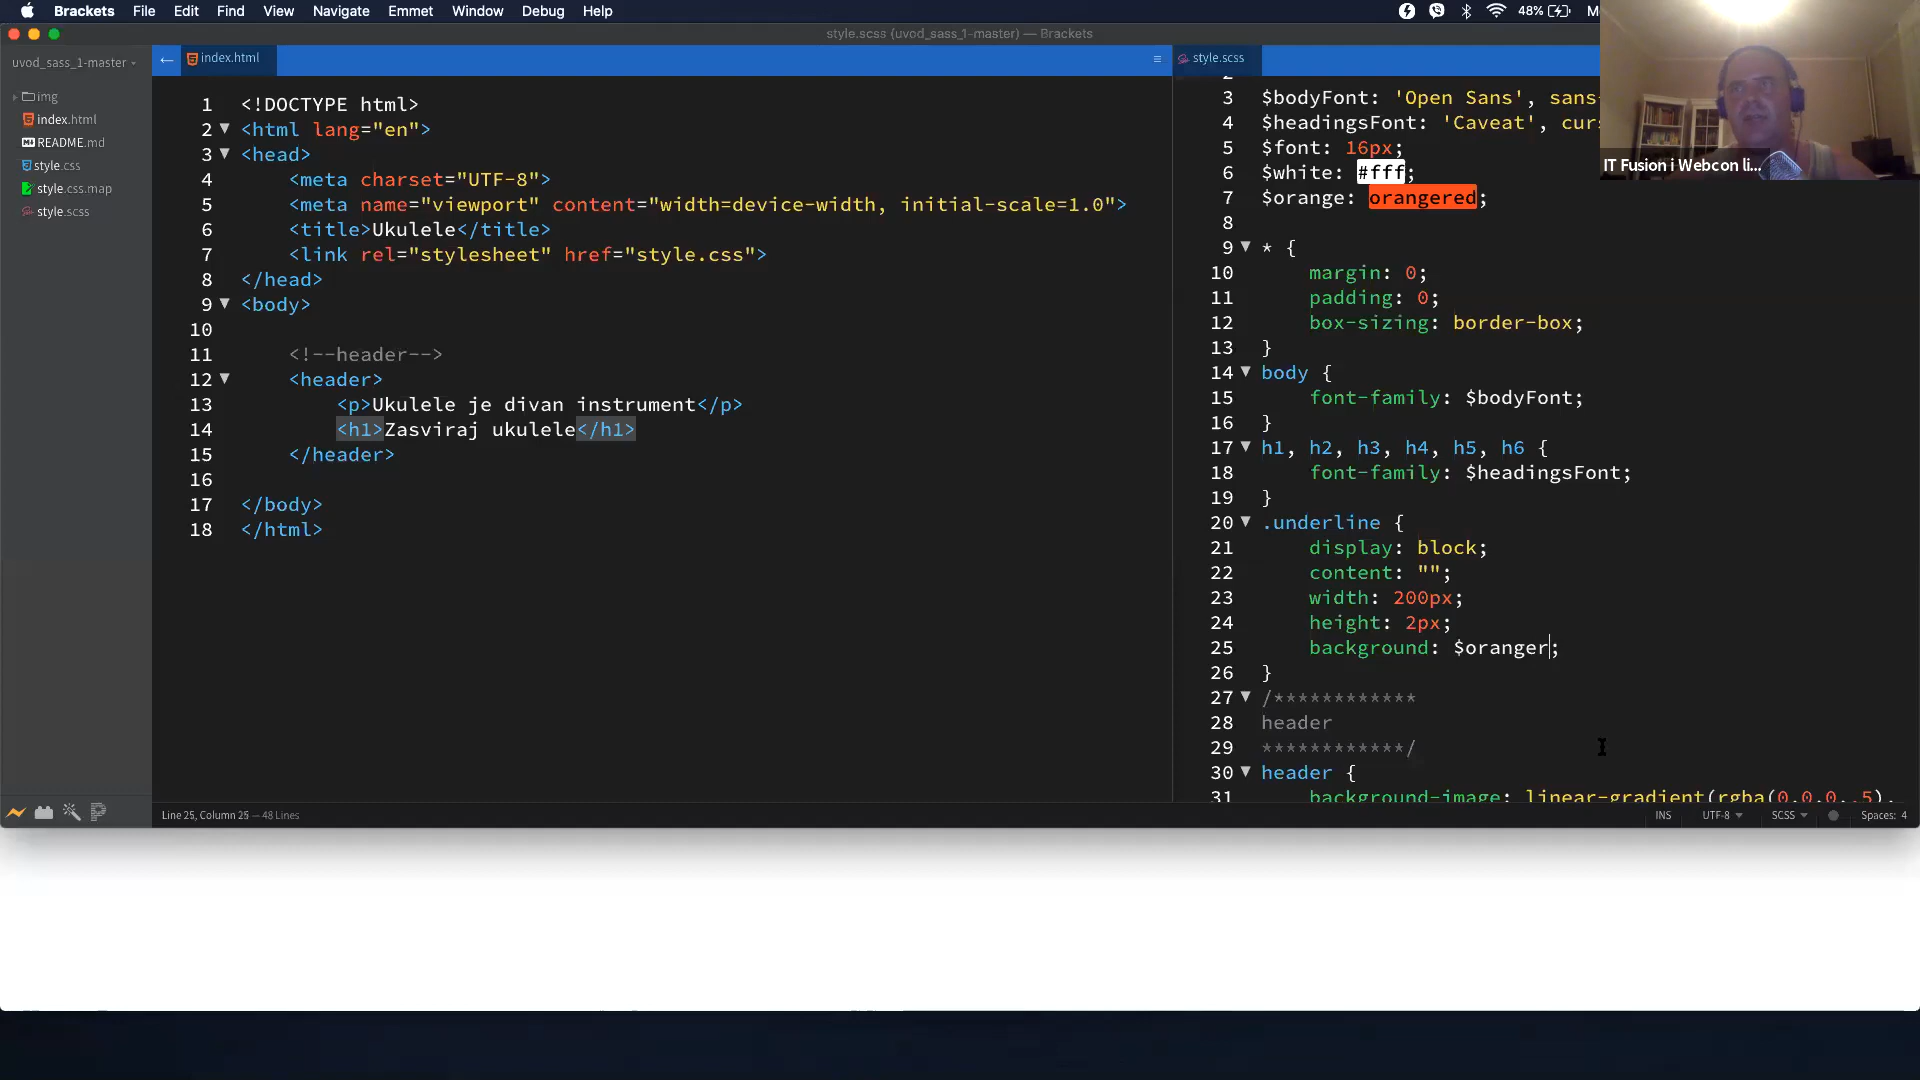 Brackets File Edit Find View Navigate Emmet Window Debug Help
48%
style.scss (uvod_sass_1-master) — Brackets
uvod_sass_1-master
img
index.html
README.md
style.css
style.css.map
style.scss
index.html
1 <!DOCTYPE html>
2 <html lang="en">
3 <head>
4 <meta charset="UTF-8">
5 <meta name="viewport" content="width=device-width, initial-scale=1.0">
6 <title>Ukulele</title>
7 <link rel="stylesheet" href="style.css">
8 </head>
9 <body>
10
11 <!--header-->
12 <header>
13 <p>Ukulele je divan instrument</p>
14 <h1>Zasviraj ukulele</h1>
15 </header>
16
17 </body>
18 </html>
style.scss
3 $bodyFont: 'Open Sans', sans-
4 $headingsFont: 'Caveat', curs
5 $font: 16px;
6 $white: #fff;
7 $orange: orangered;
8
9 * {
10 margin: 0;
11 padding: 0;
12 box-sizing: border-box;
13 }
14 body {
15 font-family: $bodyFont;
16 }
17 h1, h2, h3, h4, h5, h6 {
18 font-family: $headingsFont;
19 }
20 .underline {
21 display: block;
22 content: "";
23 width: 200px;
24 height: 2px;
25 background: $oranger;
26 }
27 /************
28 header
29 ************/
30 header {
31 background-image: linear-gradient(rgba(0,0,0,.5),
IT Fusion i Webcon li...
Line 25, Column 25 — 48 Lines
INS UTF-8 SCSS Spaces: 4